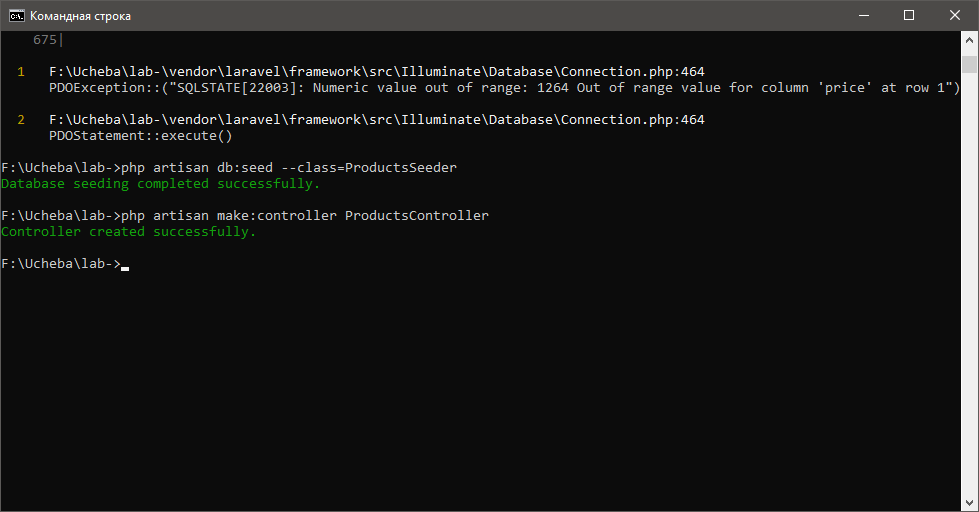 Командная строка
675|
1 F:\Ucheba\lab-\vendor\laravel\framework\src\Illuminate\Database\Connection.php:464
PDOException::("SQLSTATE[22003]: Numeric value out of range: 1264 Out of range value for column 'price' at row 1")
2 F:\Ucheba\lab-\vendor\laravel\framework\src\Illuminate\Database\Connection.php:464
PDOStatement::execute()
F:\Ucheba\lab->php artisan db:seed --class=ProductsSeeder
Database seeding completed successfully.
F:\Ucheba\lab->php artisan make:controller ProductsController
Controller created successfully.
F:\Ucheba\lab->